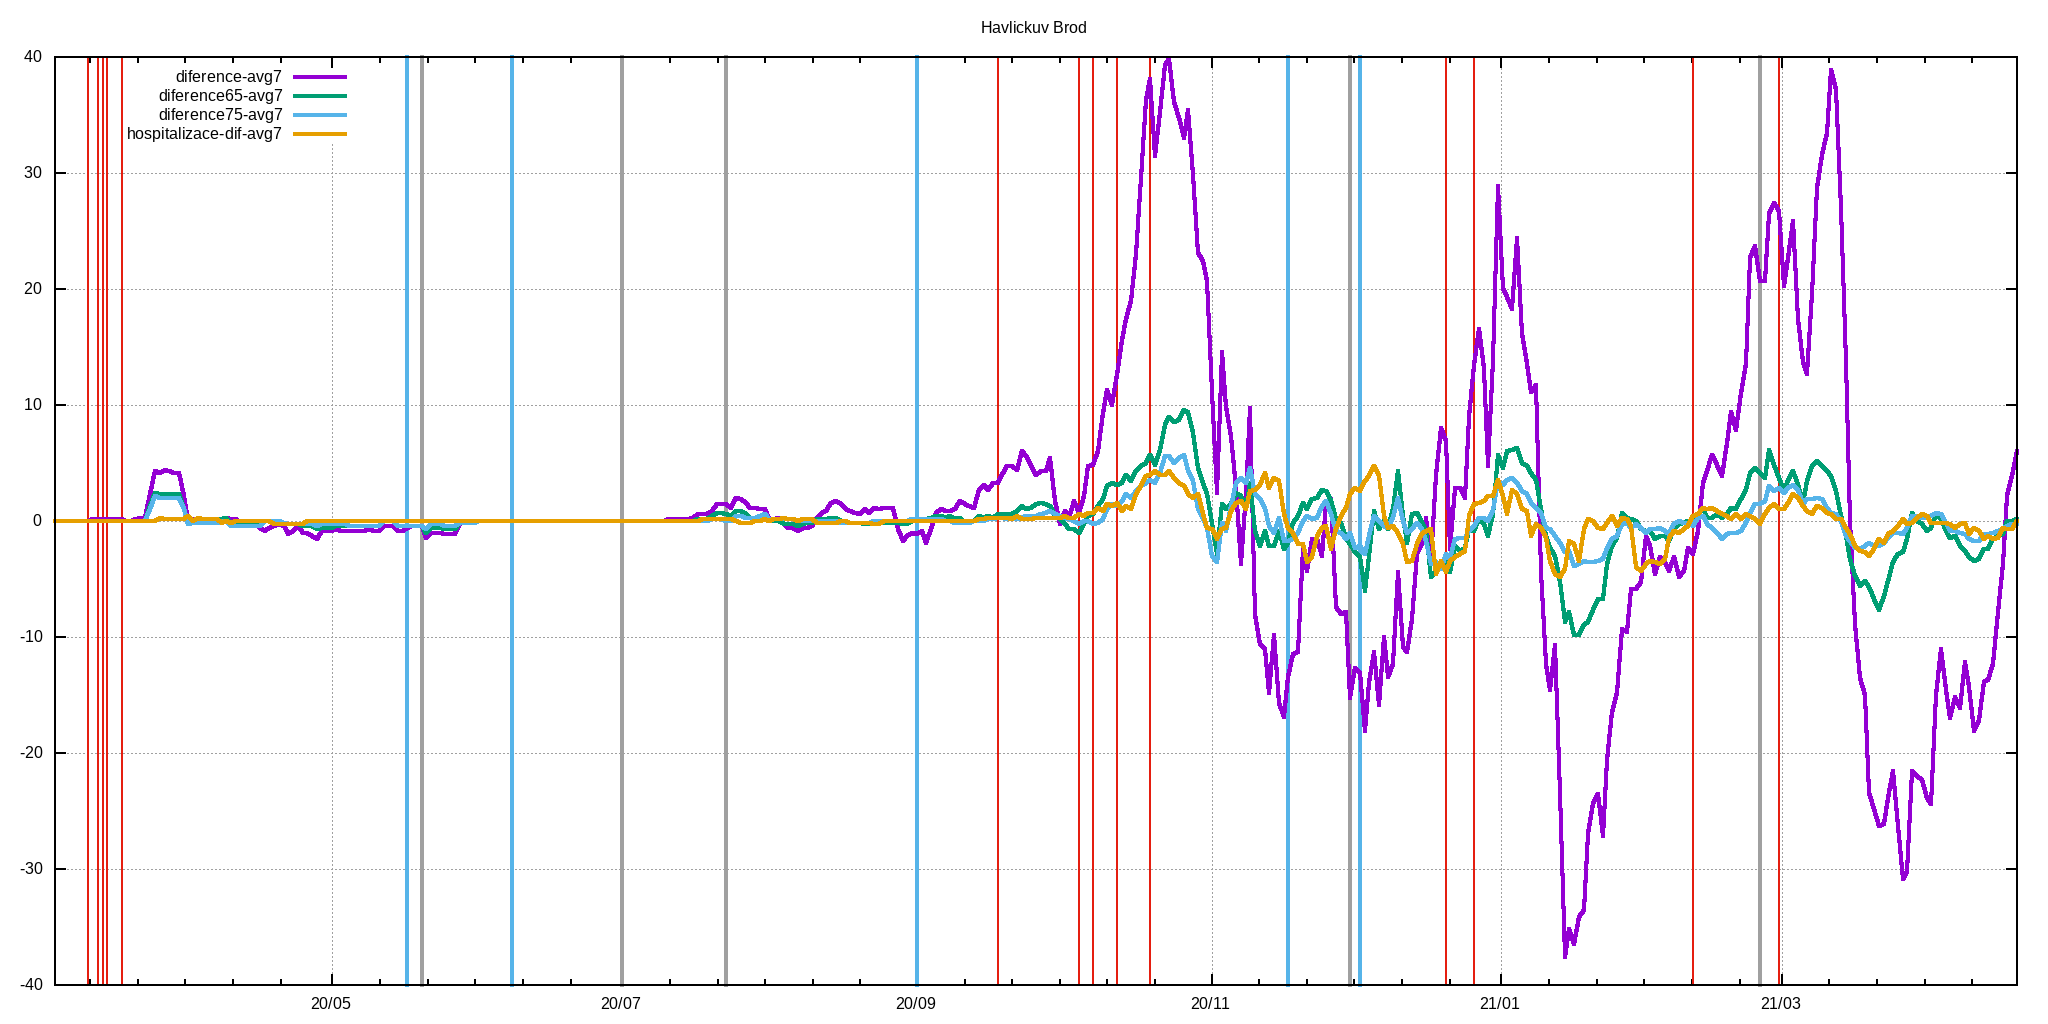 Havlickuv Brod
diference-avg7
diference65-avg7
diference75-avg7
hospitalizace-dif-avg7
40
30
20
10
0
-10
-20
-30
-40
20/05 20/07 20/09 20/11 21/01 21/03